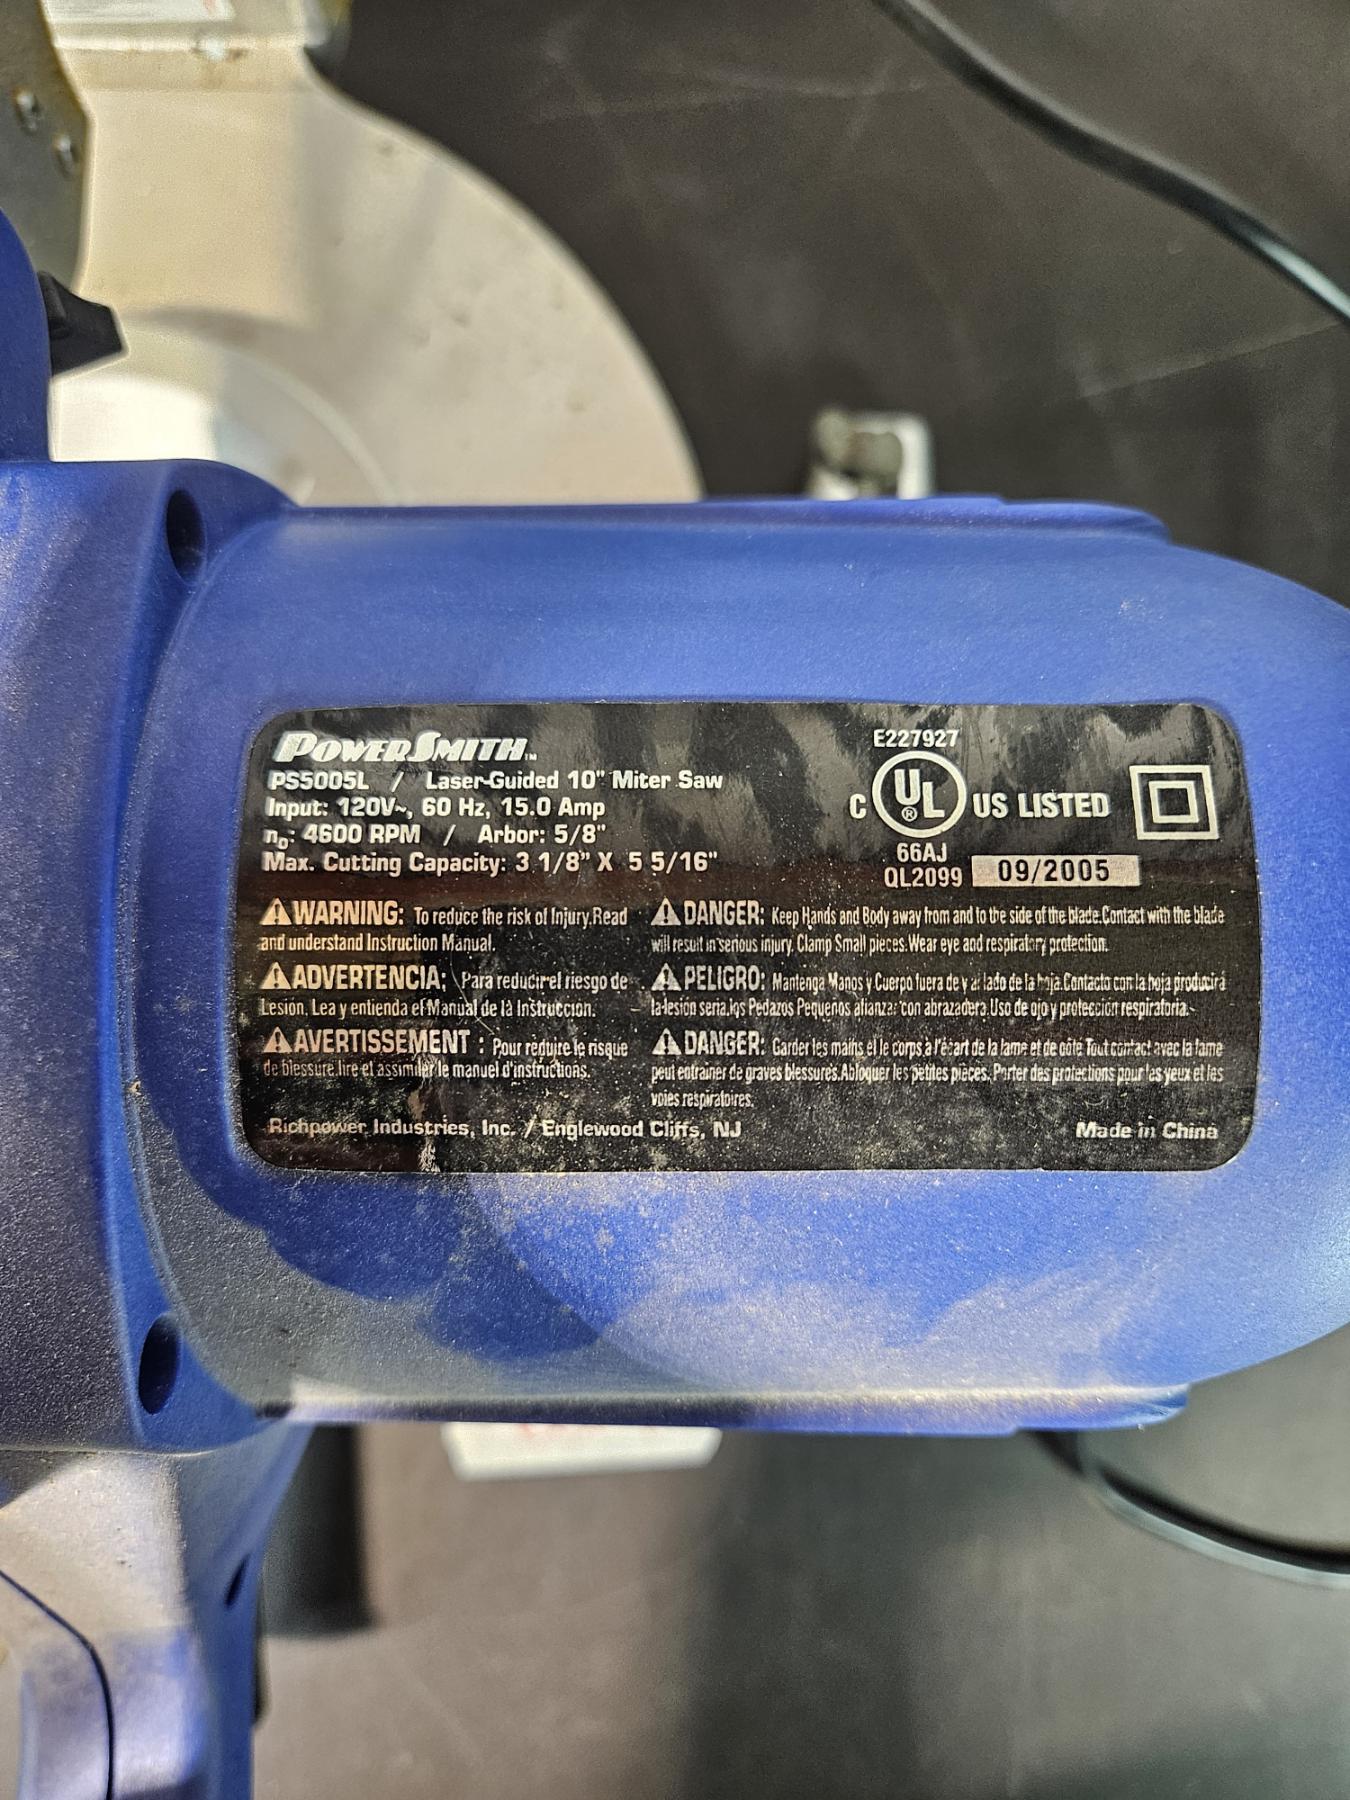 POWERSMITH™
PS5005L / Laser-Guided 10" Miter Saw
Input: 120V~, 60 Hz, 15.0 Amp
n₀: 4600 RPM / Arbor: 5/8"
Max. Cutting Capacity: 3 1/8" X 5 5/16"
E227927
C UL® US LISTED
66AJ
QL2099 09/2005
⚠WARNING: To reduce the risk of Injury,Read
and understand Instruction Manual.
⚠ADVERTENCIA: Para reducir el riesgo de
Lesión, Lea y entienda el Manual de la Instruccion.
⚠AVERTISSEMENT : Pour réduire le risque
de blessure,lire et assimiler le manuel d'instructions.
⚠DANGER: Keep Hands and Body away from and to the side of the blade.Contact with the blade
will result in serious injury. Clamp Small pieces.Wear eye and respiratory protection.
⚠PELIGRO: Mantenga Manos y Cuerpo fuera de y al lado de la hoja.Contacto con la hoja producirá
la lesión seria.los Pedazos Pequeños alianzar con abrazadera.Uso de ojo y protección respiratoria.
⚠DANGER: Garder les mains et le corps à l'écart de la lame et de côte Tout contact avec la lame
peut entrainer de graves blessures.Abloquer les petites pièces. Porter des protections pour les yeux et les
voies respiratoires.
Richpower Industries, Inc. / Englewood Cliffs, NJ
Made in China